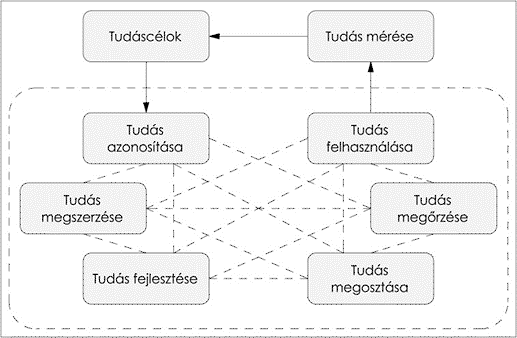 Tudáscélok
Tudás mérése
Tudás
azonosítása
Tudás
felhasználása
Tudás
megszerzése
Tudás
megőrzése
Tudás fejlesztése
Tudás
megosztása